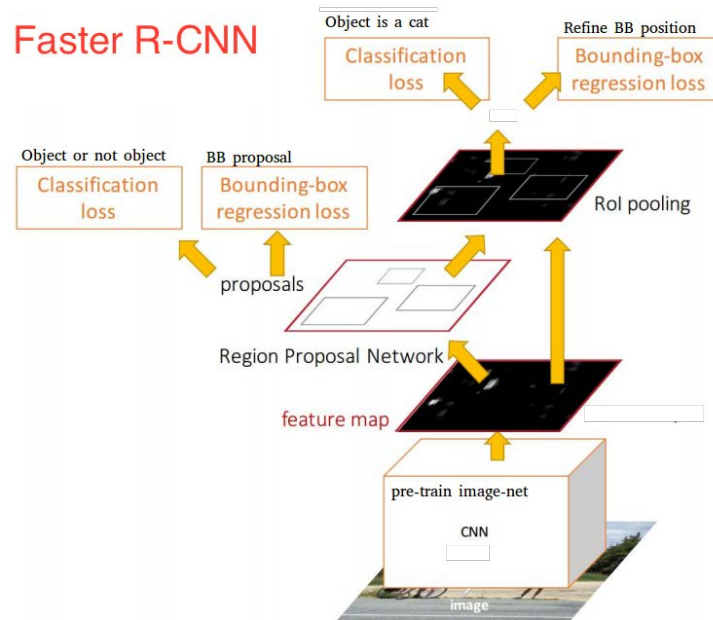 Faster R-CNN
Object is a cat
Classification
loss
Refine BB position
Bounding-box
regression loss
Object or not object
Classification
loss
BB proposal
Bounding-box
regression loss
RoI pooling
proposals
Region Proposal Network
feature map
pre-train image-net
CNN
image